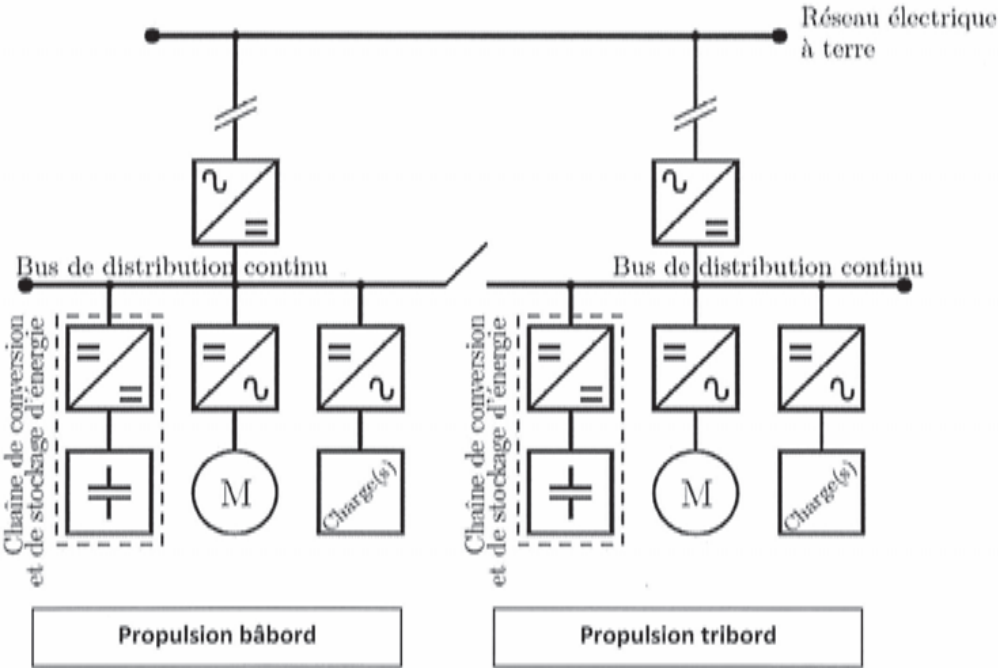 Réseau électrique
à terre
Bus de distribution continu
Bus de distribution continu
Chaîne de conversion
et de stockage d'énergie
M
Charge(s)
Chaîne de conversion
et de stockage d'énergie
M
Charge(s)
Propulsion bâbord
Propulsion tribord